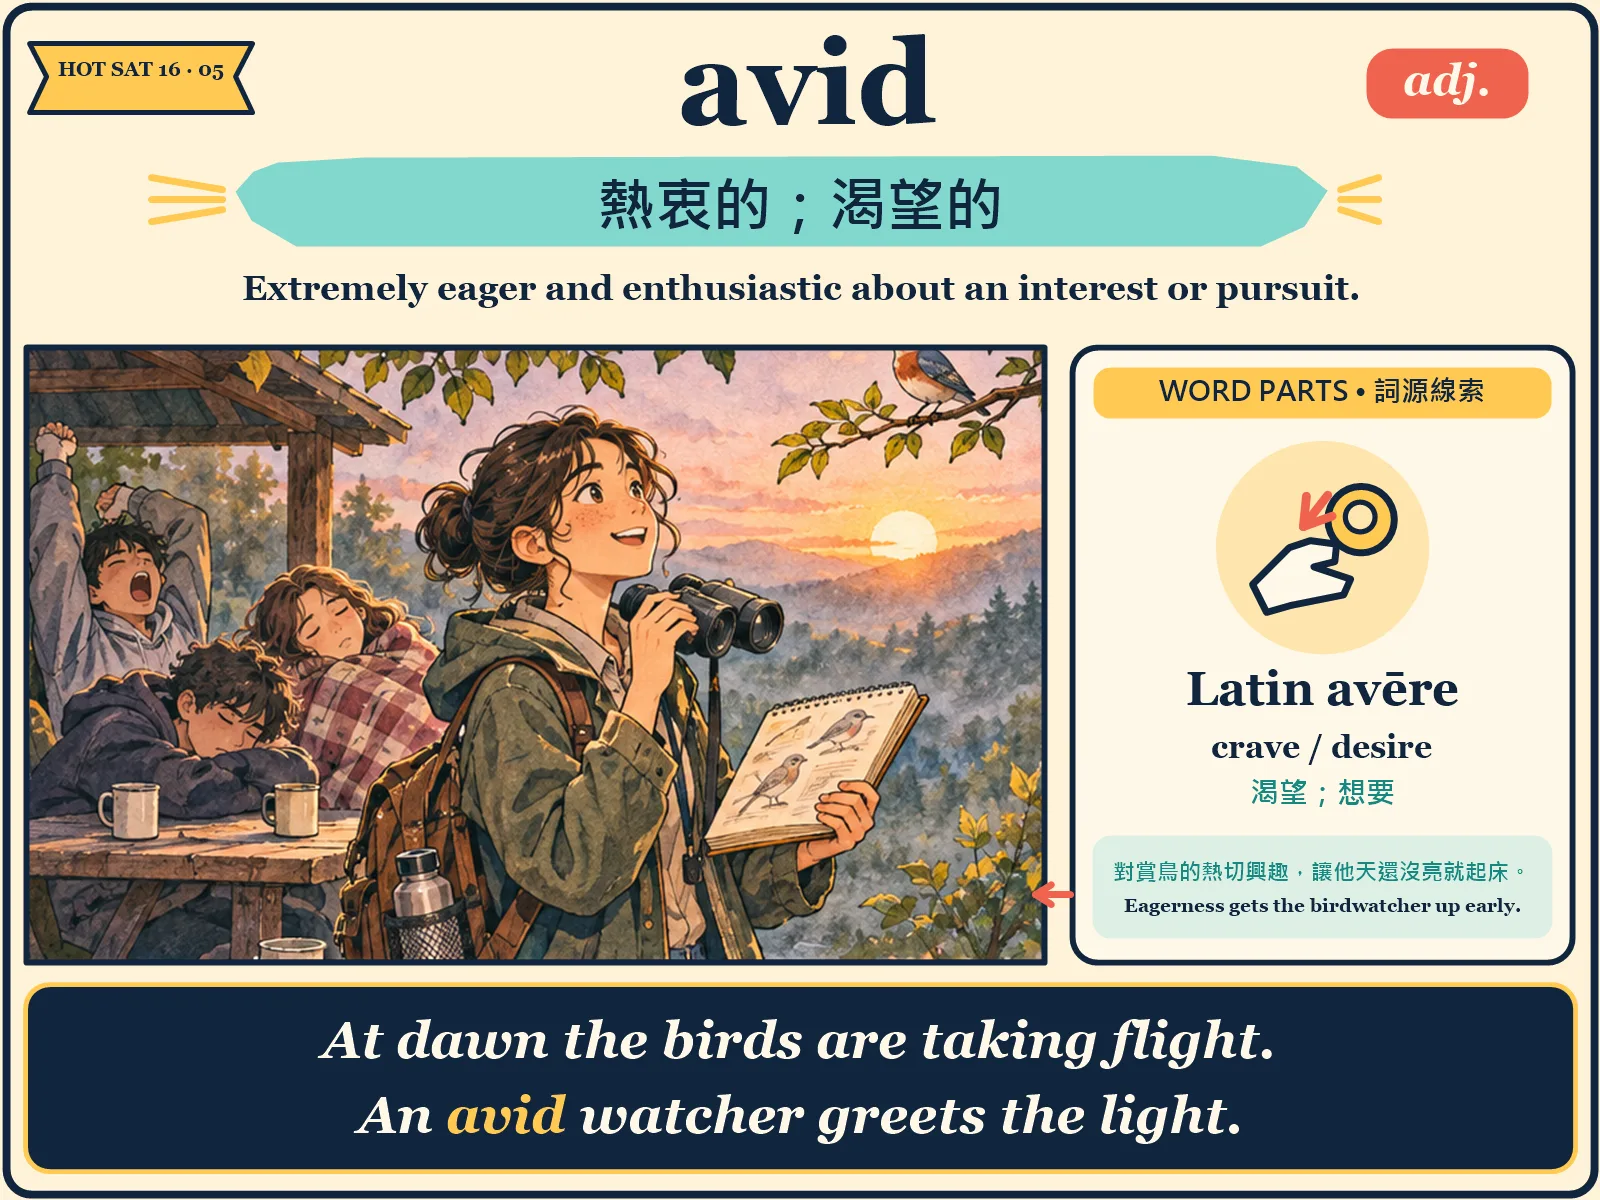 HOT SAT 16 · 05
avid
adj.
熱衷的；渴望的
Extremely eager and enthusiastic about an interest or pursuit.
WORD PARTS • 詞源線索
Latin avēre
crave / desire
渴望；想要
對賞鳥的熱切興趣，讓他天還沒亮就起床。
Eagerness gets the birdwatcher up early.
At dawn the birds are taking flight.
An avid watcher greets the light.